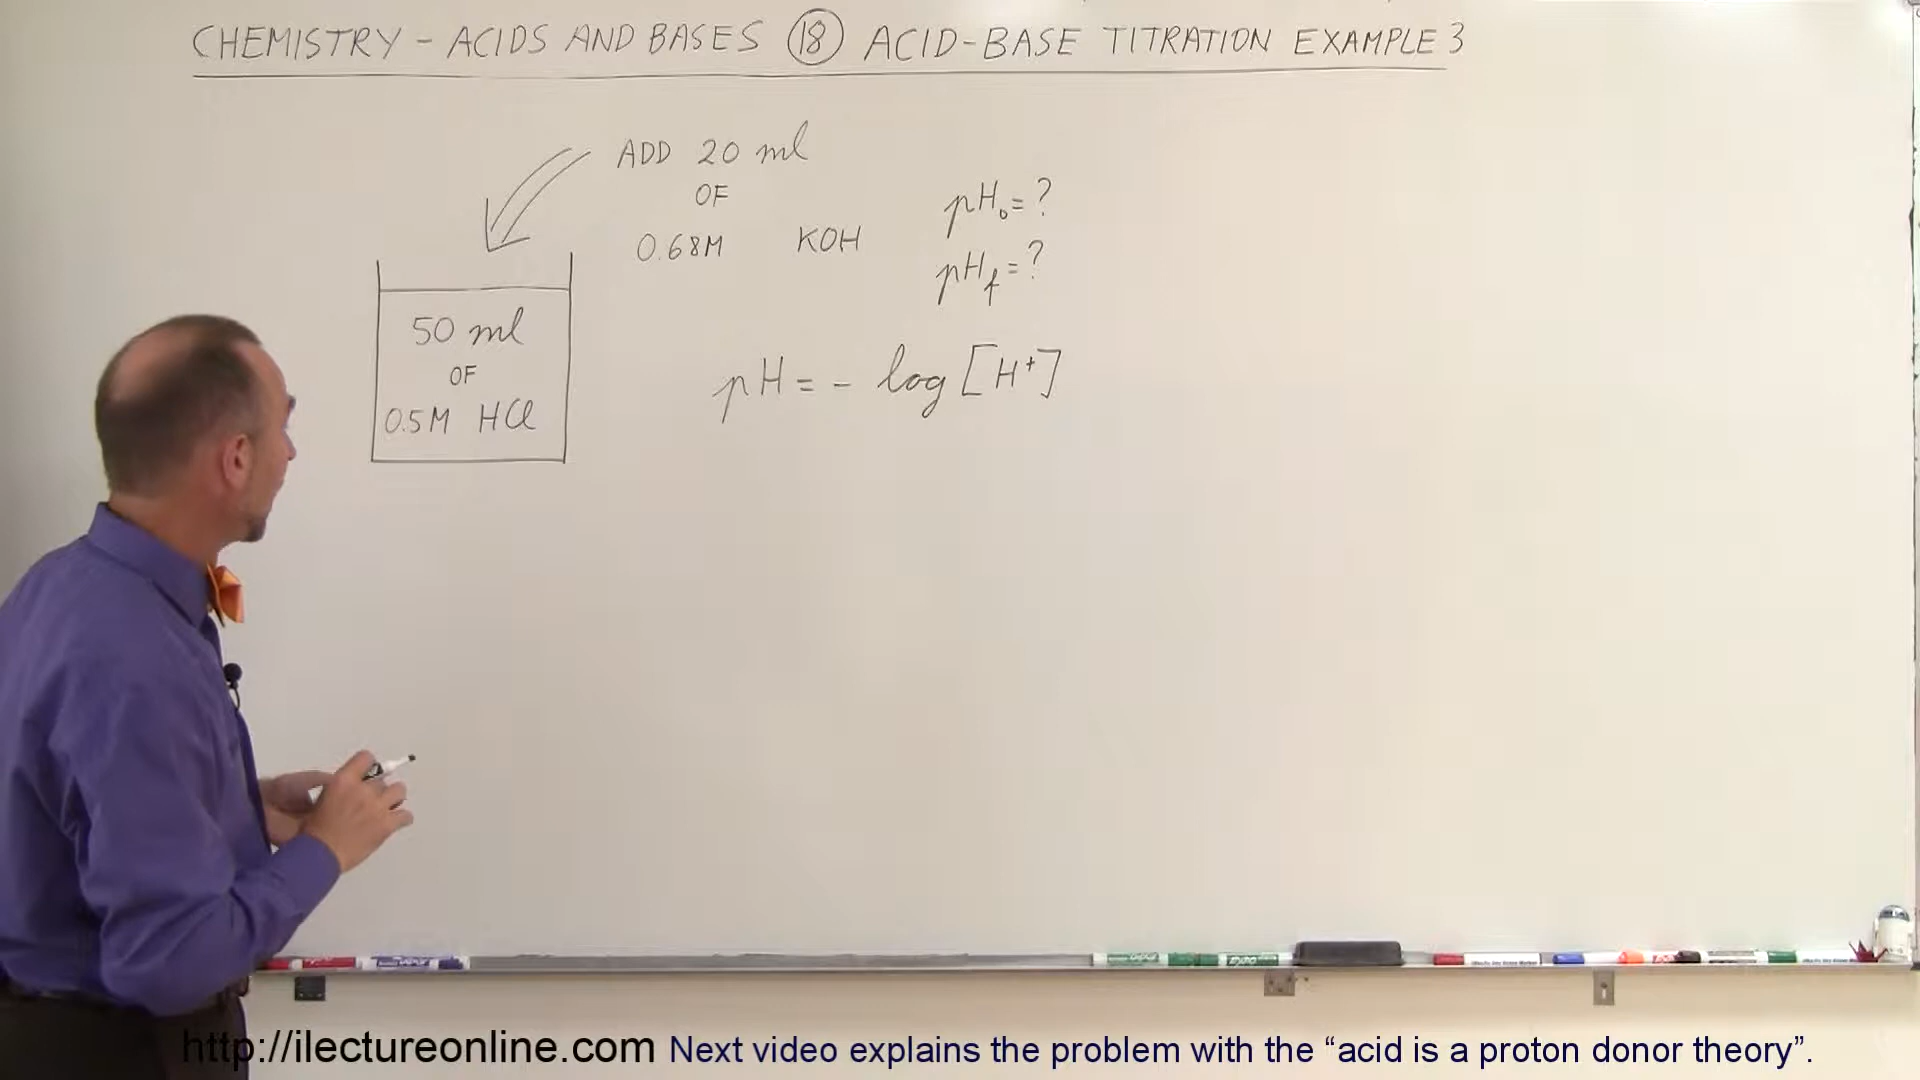 CHEMISTRY - ACIDS AND BASES 18 ACID-BASE TITRATION EXAMPLE 3
ADD 20 ml
OF
0.68M KOH
pH₀ = ?
pHf = ?
50 ml
OF
0.5M HCl
pH = - log [H⁺]
http://ilectureonline.com Next video explains the problem with the “acid is a proton donor theory”.